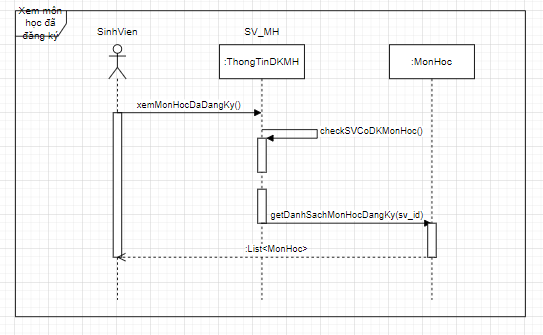 Xem môn
học đã
đăng ký
SinhVien
SV_MH
:ThongTinDKMH
:MonHoc
xemMonHocDaDangKy()
checkSVCoDKMonHoc()
getDanhSachMonHocDangKy(sv_id)
:List<MonHoc>